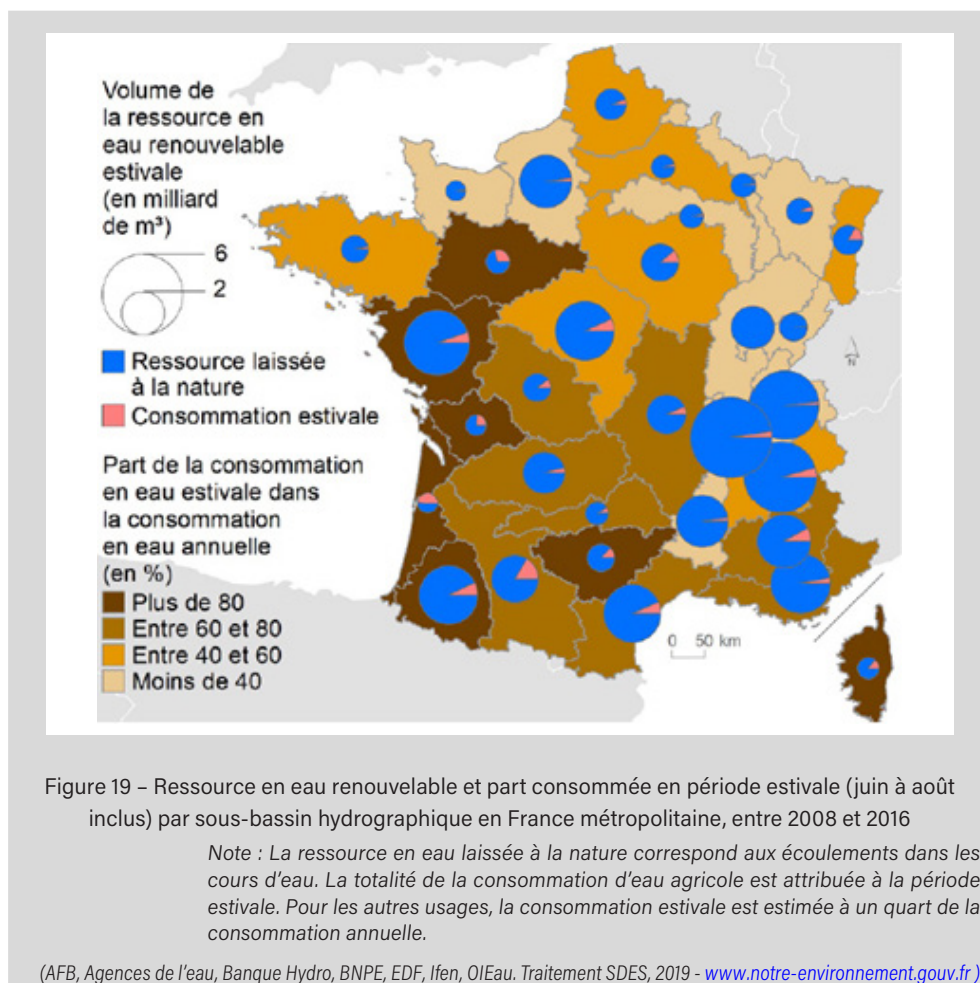 Volume de
la ressource en
eau renouvelable
estivale
(en milliard
de m³)
6
2
Ressource laissée
à la nature
Consommation estivale
Part de la consommation
en eau estivale dans
la consommation
en eau annuelle
(en %)
Plus de 80
Entre 60 et 80
Entre 40 et 60
Moins de 40
N
0 50 km
Figure 19 – Ressource en eau renouvelable et part consommée en période estivale (juin à août
inclus) par sous-bassin hydrographique en France métropolitaine, entre 2008 et 2016
Note : La ressource en eau laissée à la nature correspond aux écoulements dans les
cours d'eau. La totalité de la consommation d'eau agricole est attribuée à la période
estivale. Pour les autres usages, la consommation estivale est estimée à un quart de la
consommation annuelle.
(AFB, Agences de l'eau, Banque Hydro, BNPE, EDF, Ifen, OIEau. Traitement SDES, 2019 - www.notre-environnement.gouv.fr )